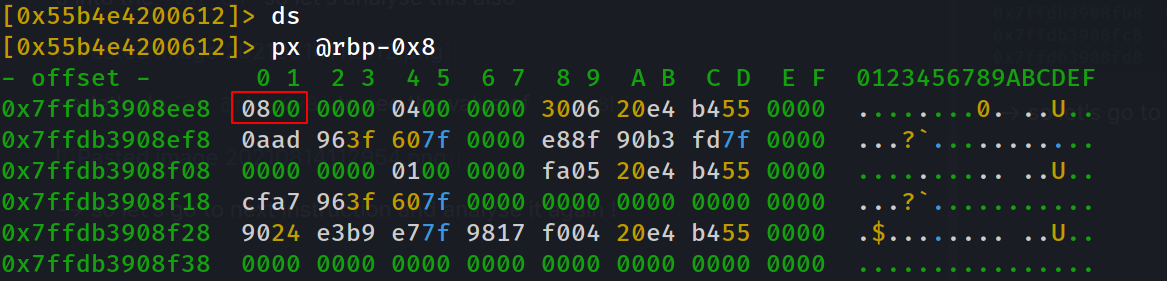 [0x55b4e4200612]> ds
[0x55b4e4200612]> px @rbp-0x8
- offset -       0 1  2 3  4 5  6 7  8 9  A B  C D  E F  0123456789ABCDEF
0x7ffdb3908ee8  0800 0000 0400 0000 3006 20e4 b455 0000  ........0. ..U..
0x7ffdb3908ef8  0aad 963f 607f 0000 e88f 90b3 fd7f 0000  ...?`...........
0x7ffdb3908f08  0000 0000 0100 0000 fa05 20e4 b455 0000  .......... ..U..
0x7ffdb3908f18  cfa7 963f 607f 0000 0000 0000 0000 0000  ...?`...........
0x7ffdb3908f28  9024 e3b9 e77f 9817 f004 20e4 b455 0000  .$........ ..U..
0x7ffdb3908f38  0000 0000 0000 0000 0000 0000 0000 0000  ................